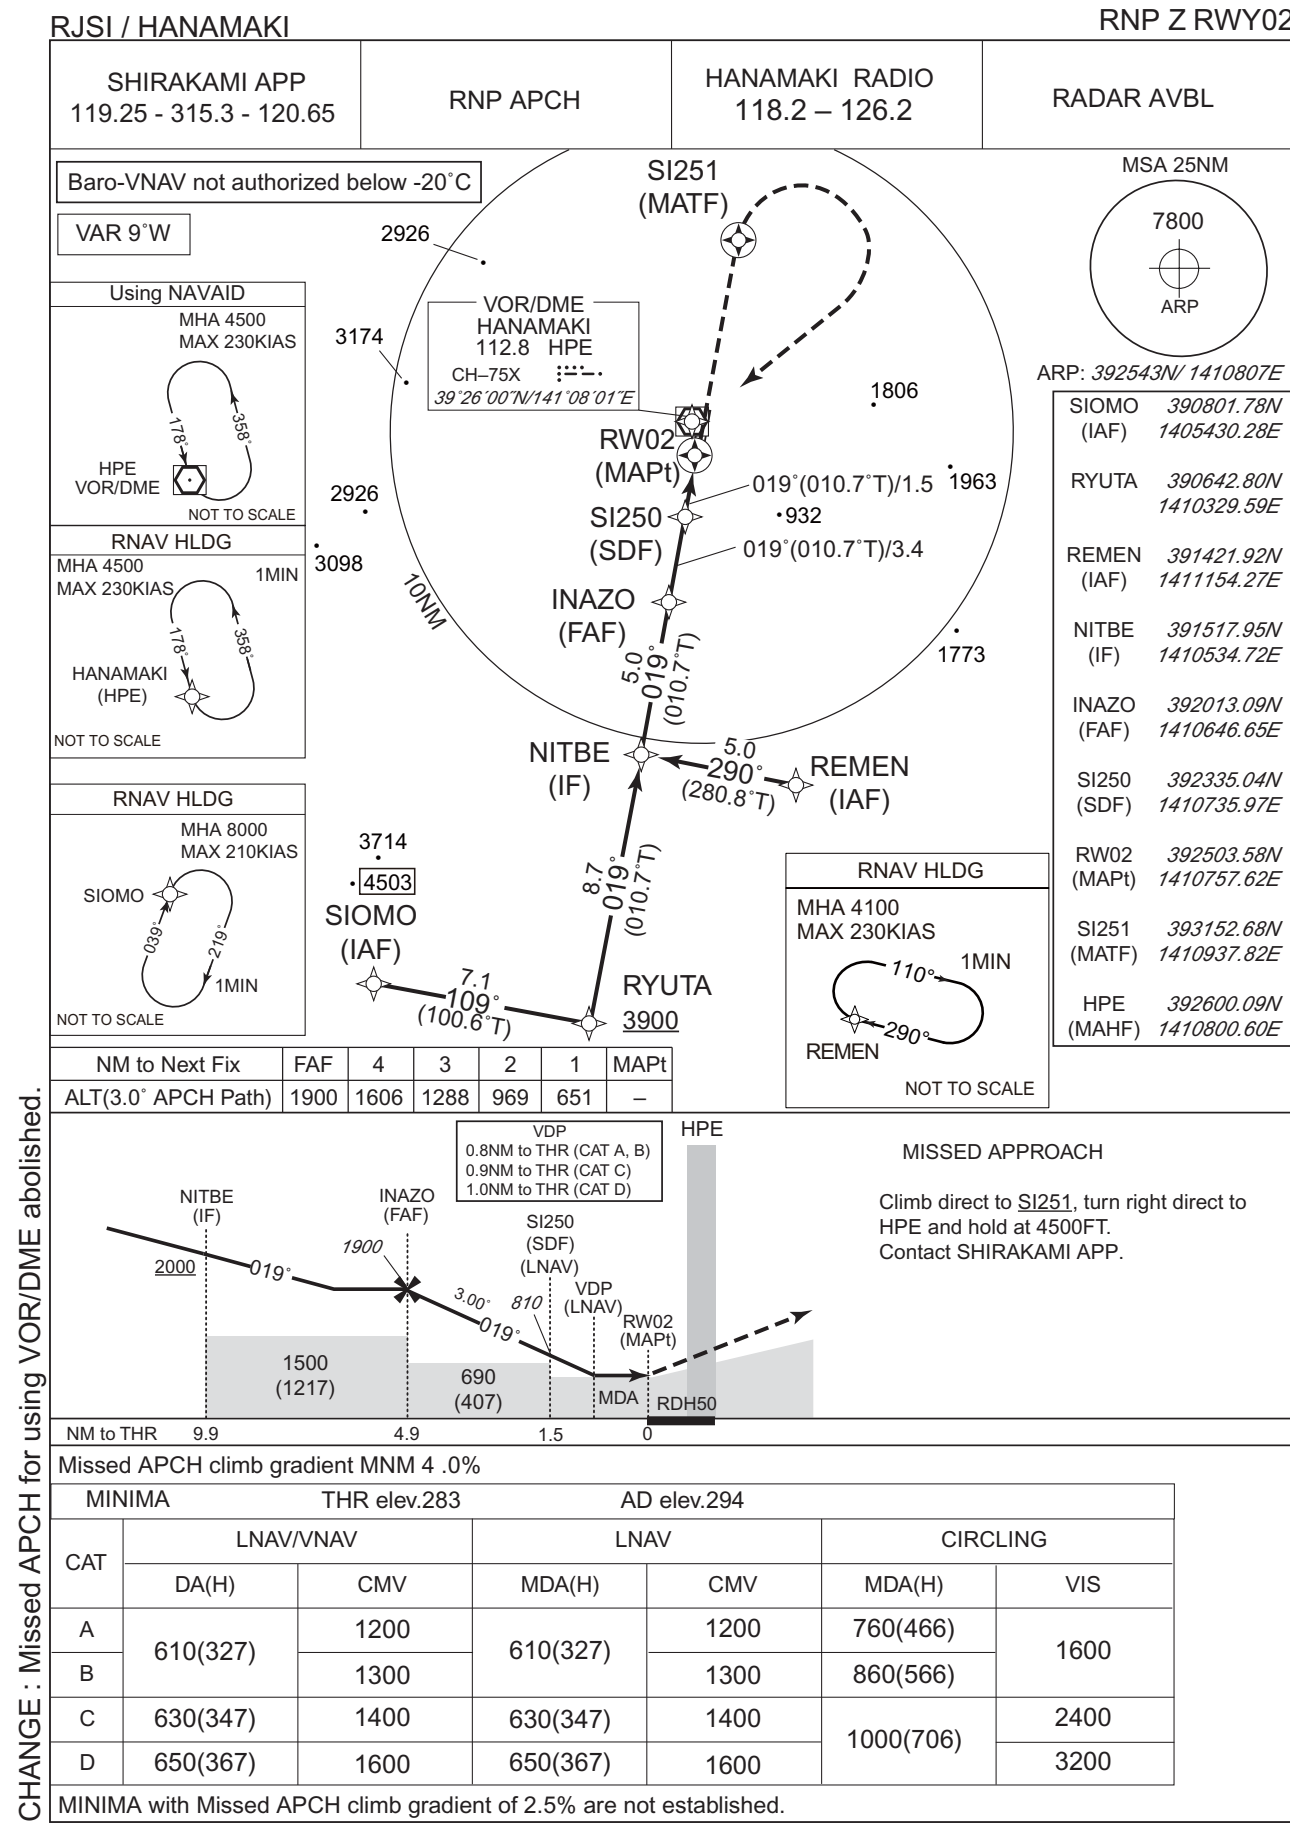 RJSI / HANAMAKI
RNP Z RWY02
SHIRAKAMI APP
119.25 - 315.3 - 120.65
RNP APCH
HANAMAKI RADIO
118.2 – 126.2
RADAR AVBL
Baro-VNAV not authorized below -20˚C
VAR 9˚W
Using NAVAID
MHA 4500
MAX 230KIAS
178˚
358˚
HPE
VOR/DME
NOT TO SCALE
RNAV HLDG
MHA 4500
MAX 230KIAS
1MIN
178˚
358˚
HANAMAKI
(HPE)
NOT TO SCALE
RNAV HLDG
MHA 8000
MAX 210KIAS
SIOMO
039˚
219˚
1MIN
NOT TO SCALE
SI251
(MATF)
2926
3174
VOR/DME
HANAMAKI
112.8 HPE
CH–75X
39˚26′00″N/141˚08′01″E
1806
RW02
(MAPt)
019˚(010.7˚T)/1.5
1963
2926
SI250
(SDF)
932
019˚(010.7˚T)/3.4
3098
10NM
INAZO
(FAF)
1773
5.0
019˚
(010.7˚T)
NITBE
(IF)
5.0
290˚
(280.8˚T)
REMEN
(IAF)
3714
4503
SIOMO
(IAF)
8.7
019˚
(010.7˚T)
7.1
109˚
(100.6˚T)
RYUTA
3900
MSA 25NM
7800
ARP
ARP: 392543N/ 1410807E
SIOMO 390801.78N
(IAF) 1405430.28E
RYUTA 390642.80N
1410329.59E
REMEN 391421.92N
(IAF) 1411154.27E
NITBE 391517.95N
(IF) 1410534.72E
INAZO 392013.09N
(FAF) 1410646.65E
SI250 392335.04N
(SDF) 1410735.97E
RW02 392503.58N
(MAPt) 1410757.62E
SI251 393152.68N
(MATF) 1410937.82E
HPE 392600.09N
(MAHF) 1410800.60E
RNAV HLDG
MHA 4100
MAX 230KIAS
110˚
1MIN
290˚
REMEN
NOT TO SCALE
NM to Next Fix FAF 4 3 2 1 MAPt
ALT(3.0˚ APCH Path) 1900 1606 1288 969 651 –
VDP
0.8NM to THR (CAT A, B)
0.9NM to THR (CAT C)
1.0NM to THR (CAT D)
HPE
MISSED APPROACH
Climb direct to SI251, turn right direct to
HPE and hold at 4500FT.
Contact SHIRAKAMI APP.
NITBE
(IF)
INAZO
(FAF)
SI250
(SDF)
(LNAV)
VDP
(LNAV)
RW02
(MAPt)
2000
019˚
1900
3.00˚
019˚
810
1500
(1217)
690
(407)
MDA
RDH50
NM to THR 9.9 4.9 1.5 0
Missed APCH climb gradient MNM 4 .0%
MINIMA THR elev.283 AD elev.294
CAT LNAV/VNAV LNAV CIRCLING
DA(H) CMV MDA(H) CMV MDA(H) VIS
A 610(327) 1200 610(327) 1200 760(466) 1600
B 1300 1300 860(566)
C 630(347) 1400 630(347) 1400 1000(706) 2400
D 650(367) 1600 650(367) 1600 3200
MINIMA with Missed APCH climb gradient of 2.5% are not established.
CHANGE : Missed APCH for using VOR/DME abolished.